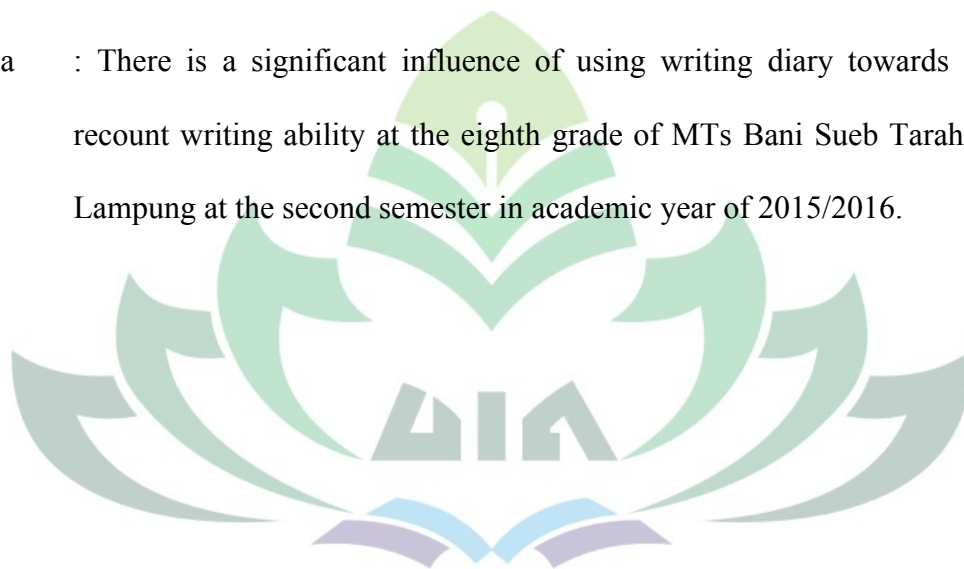 a : There is a significant influence of using writing diary towards
recount writing ability at the eighth grade of MTs Bani Sueb Tarah
Lampung at the second semester in academic year of 2015/2016.
UIN